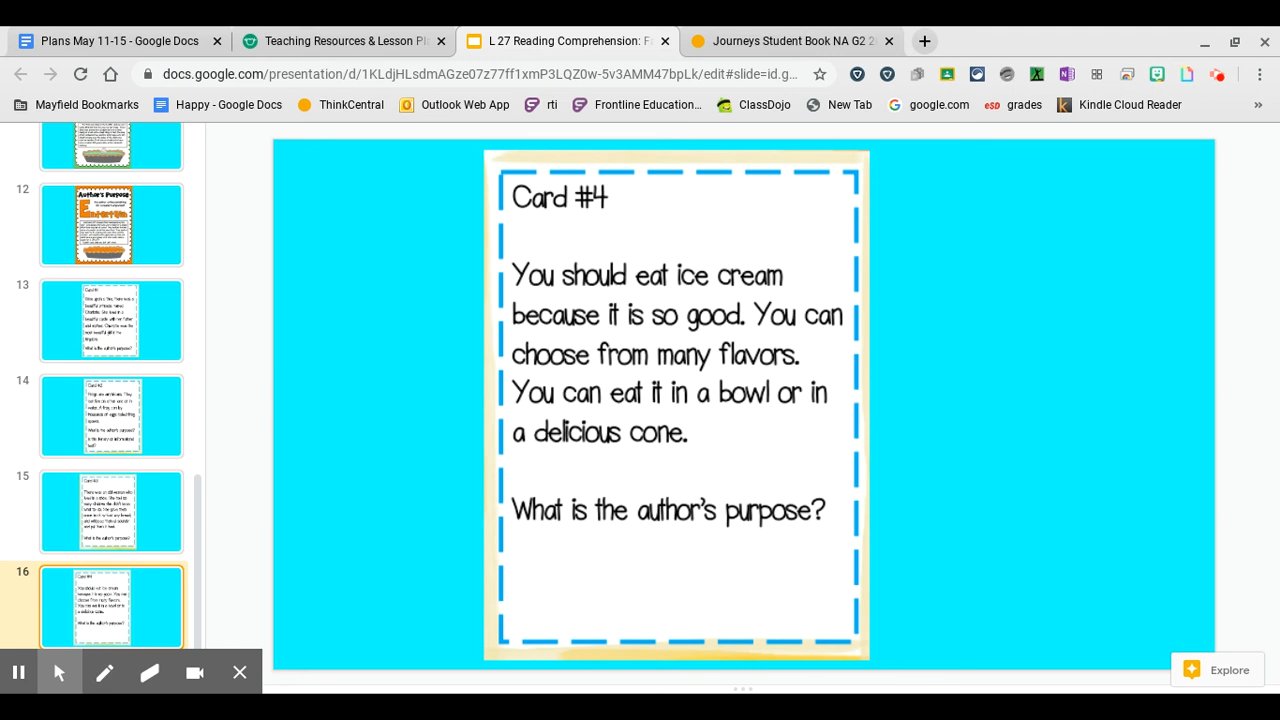 Plans May 11-15 - Google Docs
Teaching Resources & Lesson Pl
L 27 Reading Comprehension: F
Journeys Student Book NA G2 2
docs.google.com/presentation/d/1KLdjHLsdmAGze07z77ff1xmP3LQZ0w-5v3AMM47bpLk/edit#slide=id.g...
Mayfield Bookmarks
Happy - Google Docs
ThinkCentral
Outlook Web App
rti
Frontline Education...
ClassDojo
New Tab
google.com
eSD grades
Kindle Cloud Reader
12
Author's Purpose
13
14
15
16
Card #4
You should eat ice cream
because it is so good. You can
choose from many flavors.
You can eat it in a bowl or in
a delicious cone.
What is the author's purpose?
Explore